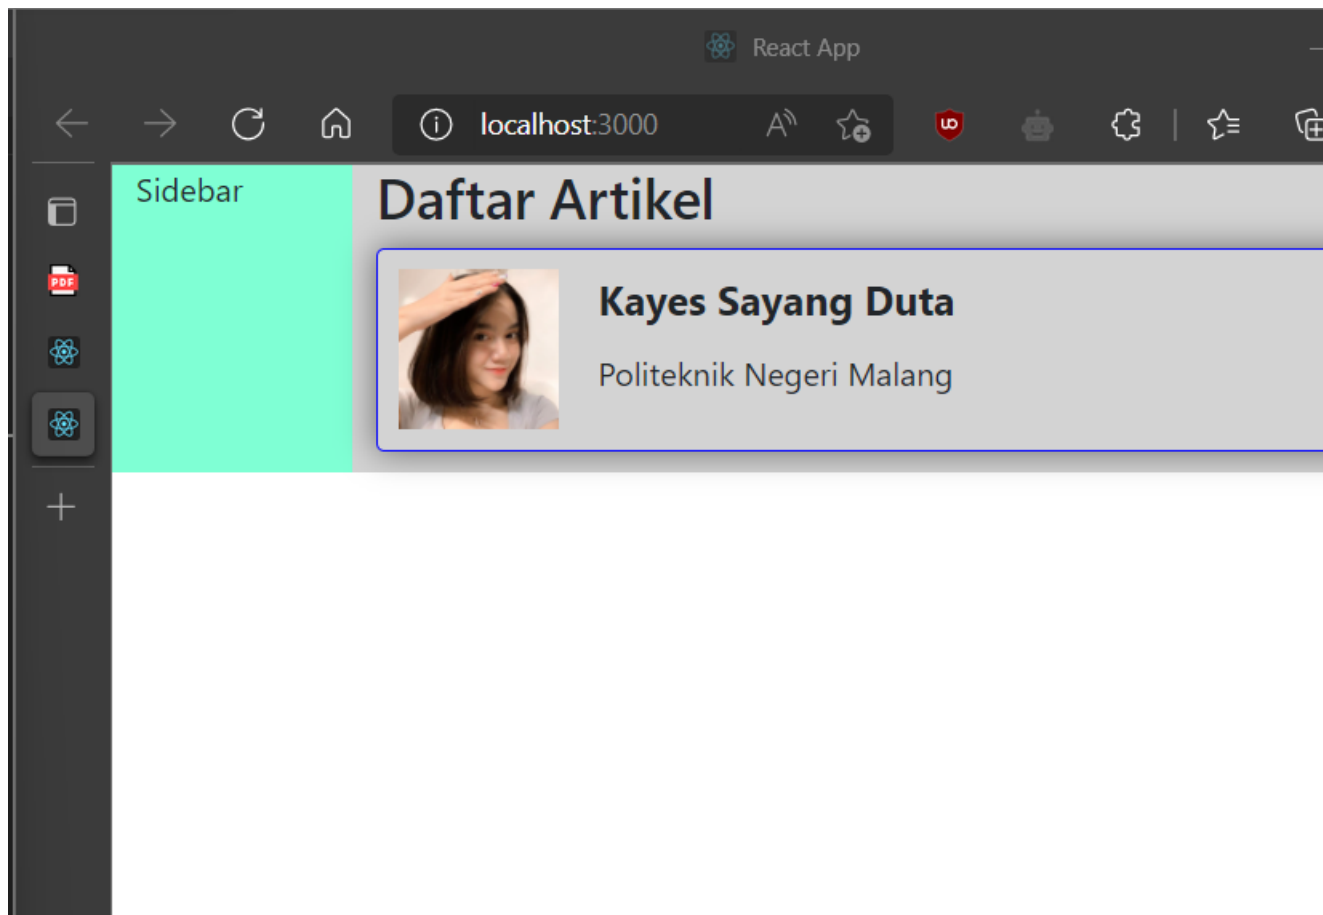 React App
localhost:3000
Sidebar
Daftar Artikel
PDF
Kayes Sayang Duta
Politeknik Negeri Malang